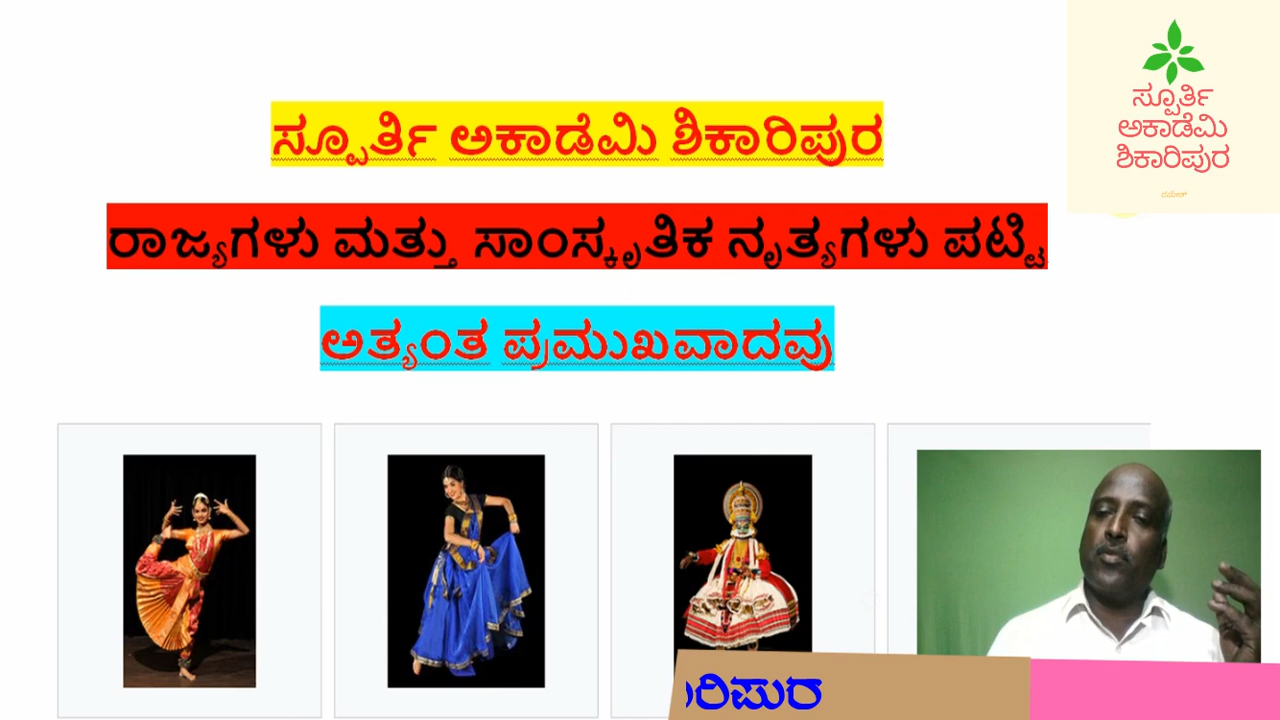 ಸ್ಪೂರ್ತಿ ಅಕಾಡೆಮಿ ಶಿಕಾರಿಪುರ
ರಾಜ್ಯಗಳು ಮತ್ತು ಸಾಂಸ್ಕೃತಿಕ ನೃತ್ಯಗಳು ಪಟ್ಟಿ
ಅತ್ಯಂತ ಪ್ರಮುಖವಾದವು
ಸ್ಪೂರ್ತಿ
ಅಕಾಡೆಮಿ
ಶಿಕಾರಿಪುರ